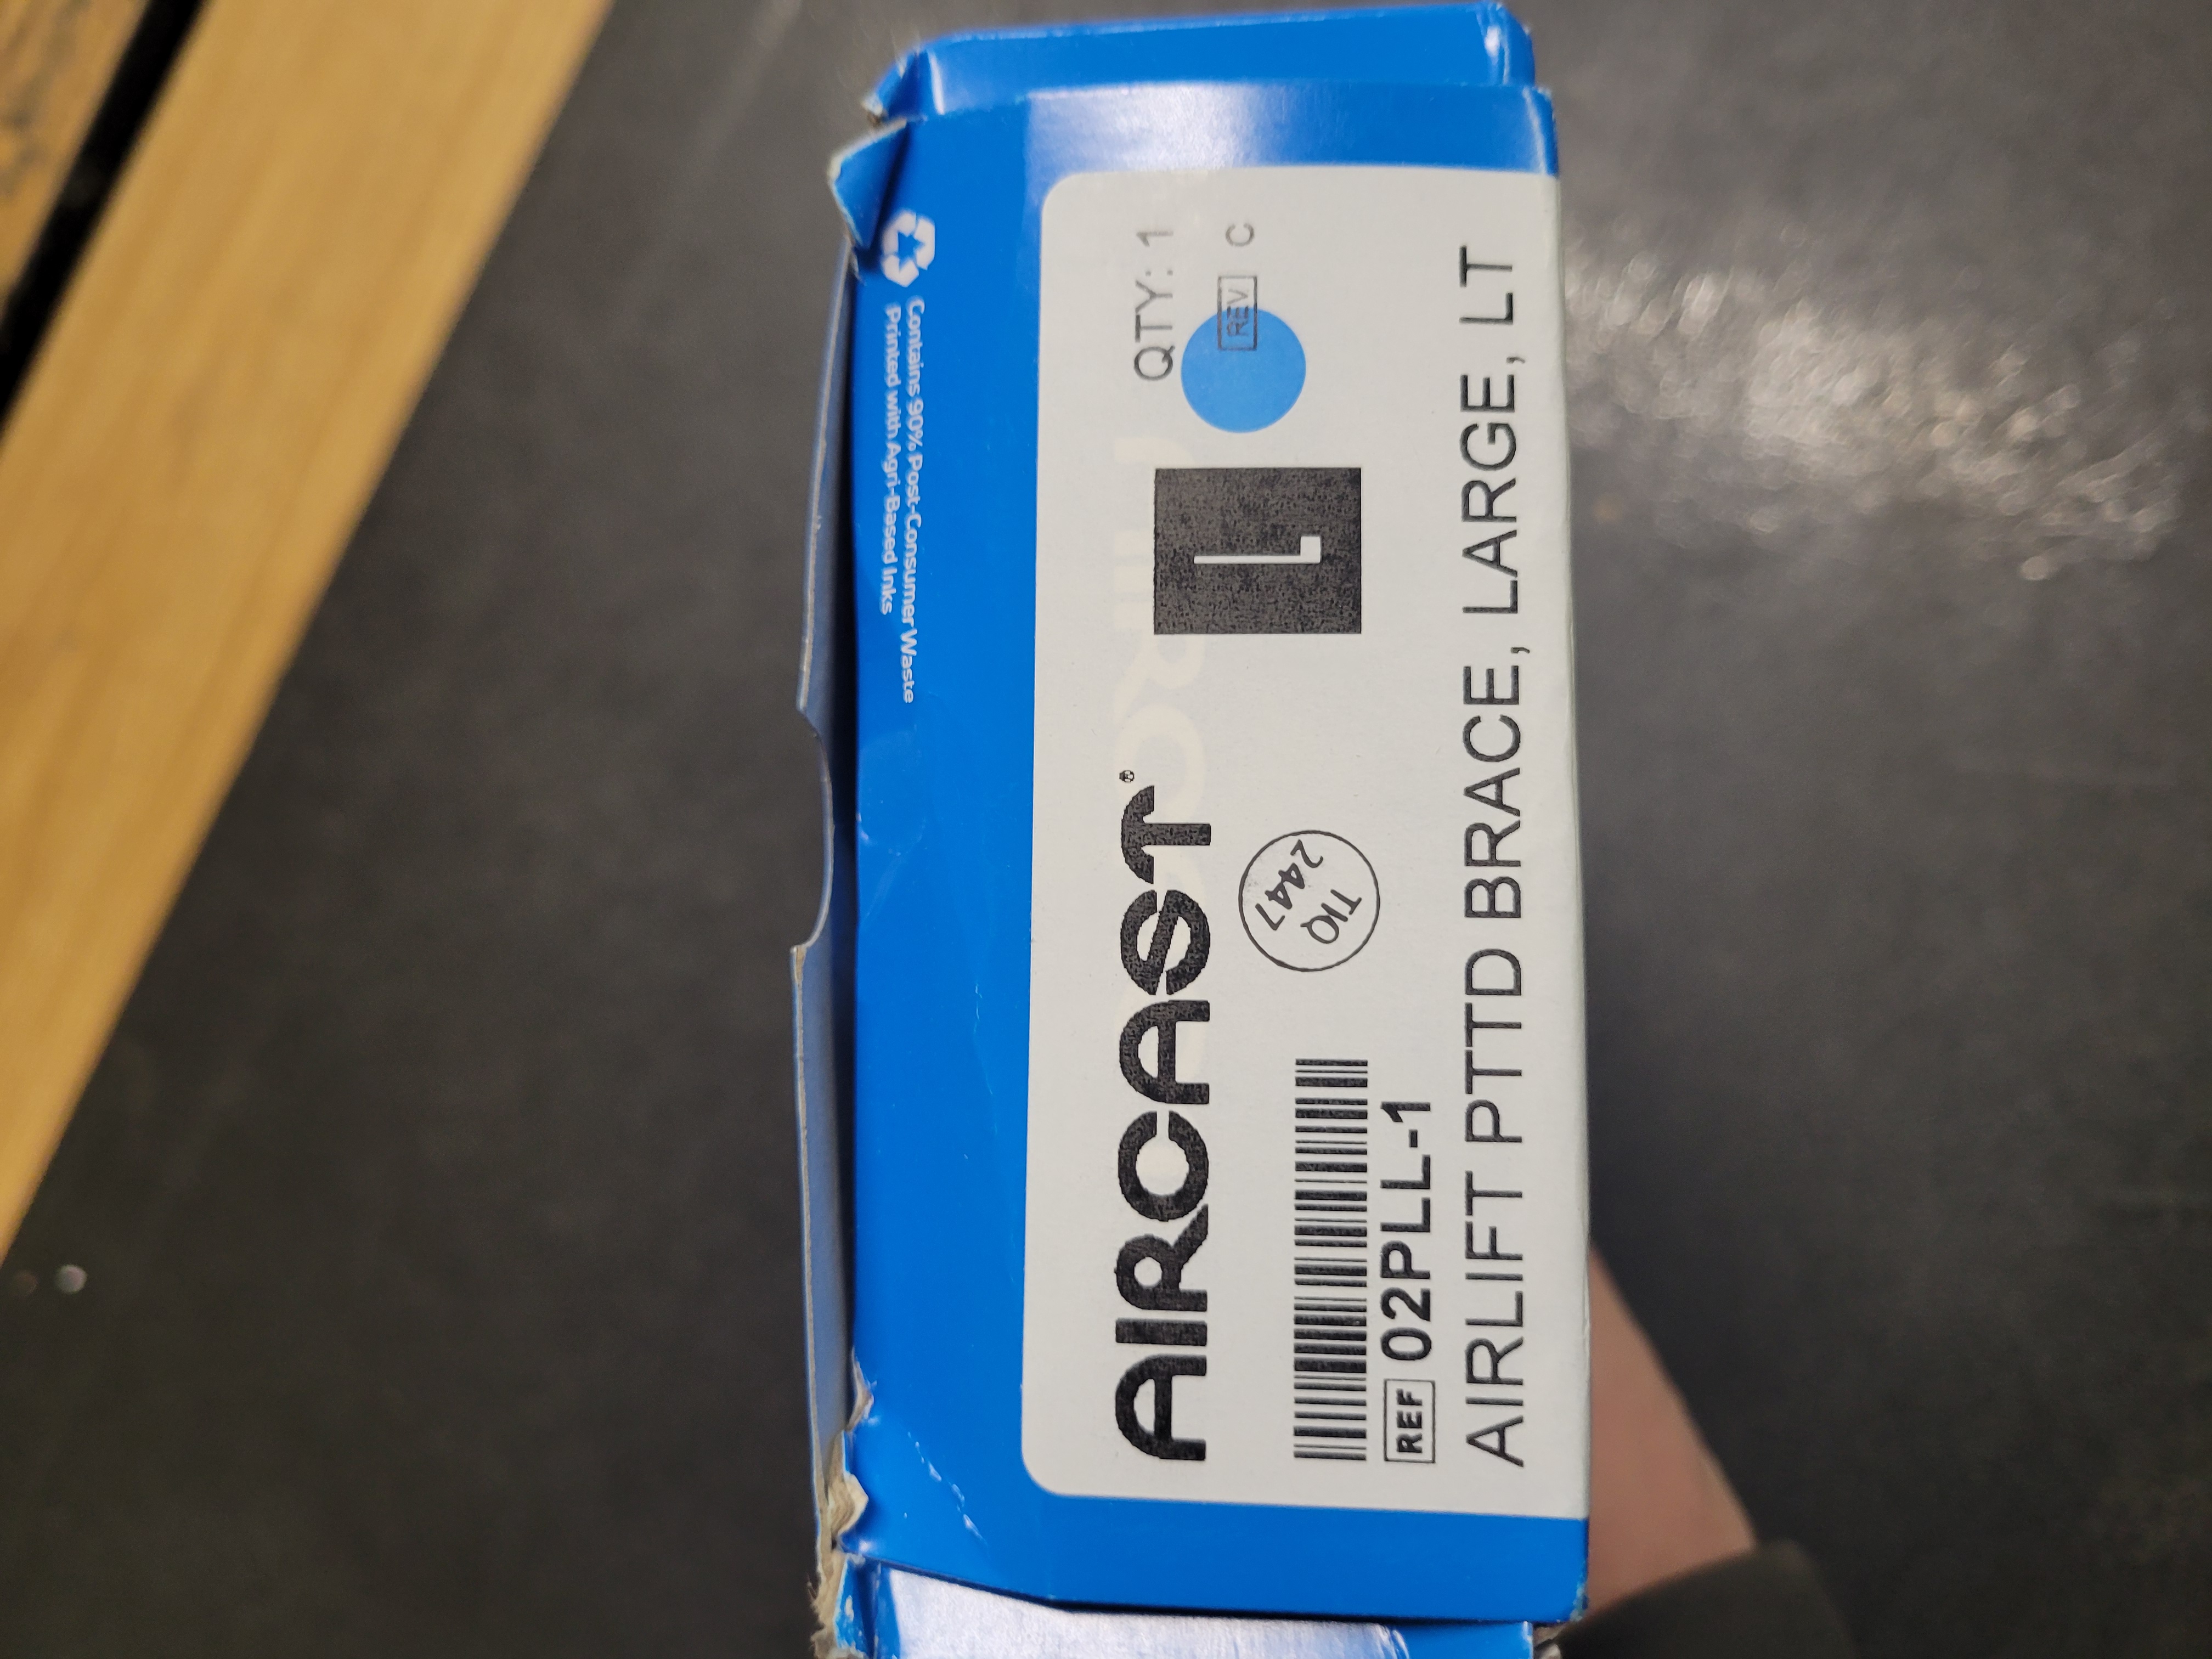 Contains 90% Post-Consumer Waste
Printed with Agri-Based Inks
AIRCAST®
QTY: 1
REV C
L
TIQ
2447
REF 02PLL-1
AIRLIFT PTTD BRACE, LARGE, LT